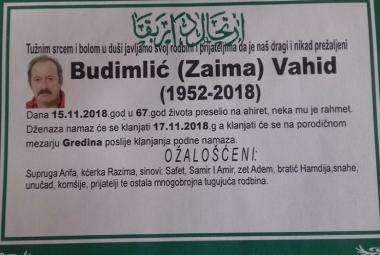 Tužnim srcem i bolom u duši javljamo svoj rodbini i prijateljima da je naš dragi i nikad prežaljeni
Budimlić (Zaima) Vahid
(1952-2018)
Dana 15.11.2018.god u 67.god života preselio na ahiret, neka mu je rahmet.
Dženaza namaz će se klanjati 17.11.2018.g a klanjati će se na porodičnom
mezarju Gredina poslije klanjanja podne namaza.
OŽALOŠĆENI:
Supruga Arifa, kćerka Razima, sinovi: Safet, Samir I Amir, zet Adem, bratić Hamdija,snahe,
unučad, komšije, prijatelji te ostala mnogobrojna tugujuća rodbina.